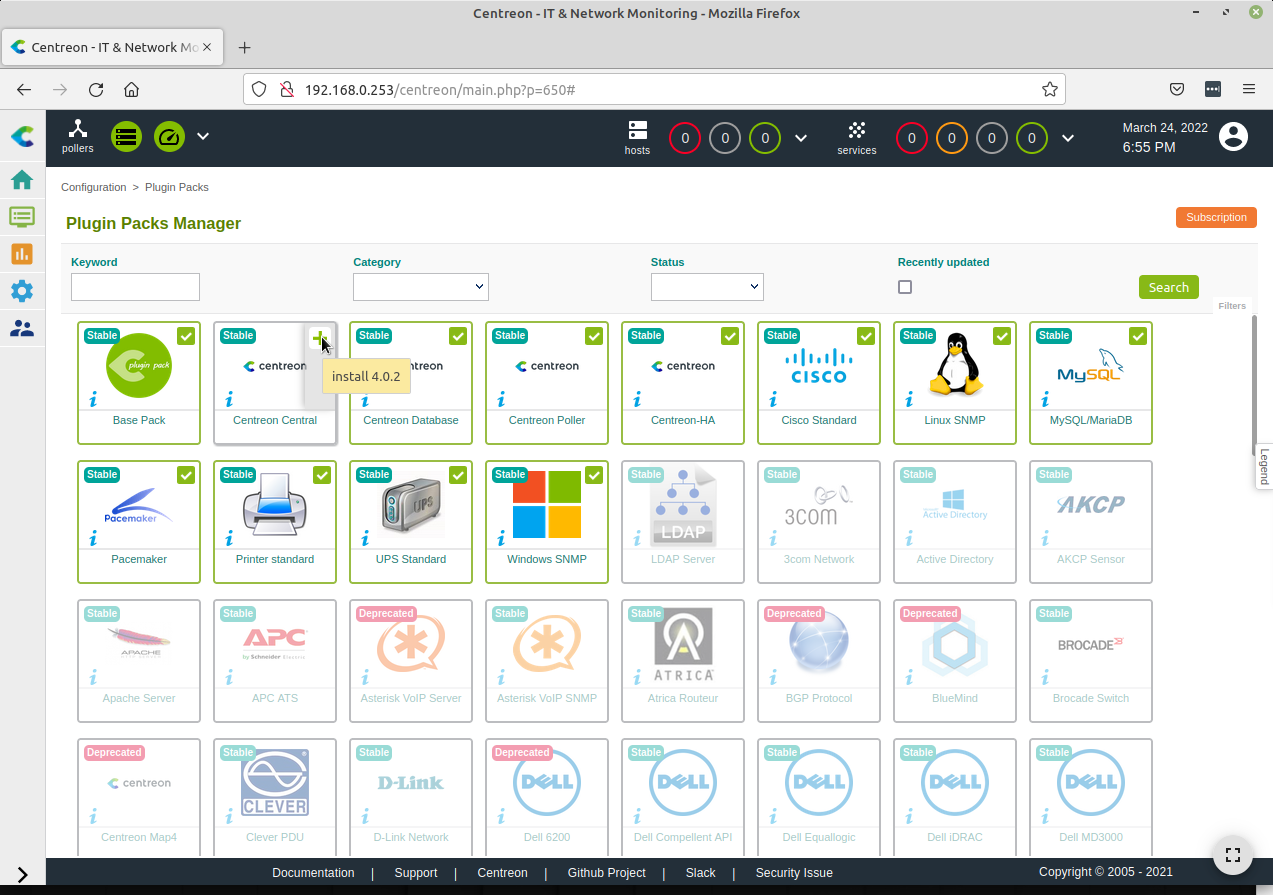 Centreon - IT & Network Monitoring - Mozilla Firefox
Centreon - IT & Network Mo
192.168.0.253/centreon/main.php?p=650#
pollers
hosts
0
0
0
services
0
0
0
0
March 24, 2022
6:55 PM
Configuration > Plugin Packs
Plugin Packs Manager
Subscription
Keyword
Category
Status
Recently updated
Search
Filters
Legend
Stable
plugin pack
Base Pack
Stable
centreon
Centreon Central
install 4.0.2
Stable
ntreon
Centreon Database
Stable
centreon
Centreon Poller
Stable
centreon
Centreon-HA
Stable
CISCO
Cisco Standard
Stable
Linux SNMP
Stable
MySQL
MySQL/MariaDB
Stable
Pacemaker
Pacemaker
Stable
Printer standard
Stable
UPS
UPS Standard
Stable
Windows SNMP
Stable
LDAP
LDAP Server
Stable
3com
3com Network
Stable
Active Directory
Active Directory
Stable
AKCP
AKCP Sensor
Stable
APACHE
Apache Server
Stable
APC
by Schneider Electric
APC ATS
Deprecated
Asterisk VoIP Server
Stable
Asterisk VoIP SNMP
Stable
ATRICA
Atrica Routeur
Deprecated
BGP Protocol
Deprecated
BlueMind
Stable
BROCADE
Brocade Switch
Deprecated
centreon
Centreon Map4
Stable
CLEVER
Clever PDU
Stable
D-Link
D-Link Network
Deprecated
DELL
Dell 6200
Stable
DELL
Dell Compellent API
Stable
DELL
Dell Equallogic
Stable
DELL
Dell iDRAC
Stable
DELL
Dell MD3000
Documentation | Support | Centreon | Github Project | Slack | Security Issue
Copyright © 2005 - 2021